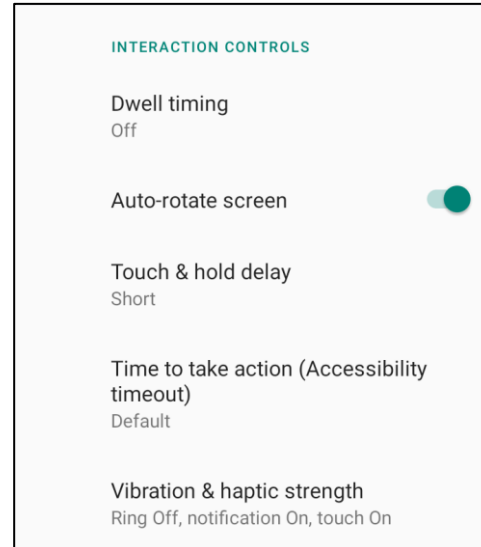 INTERACTION CONTROLS
Dwell timing
Off
Auto-rotate screen
Touch & hold delay
Short
Time to take action (Accessibility
timeout)
Default
Vibration & haptic strength
Ring Off, notification On, touch On